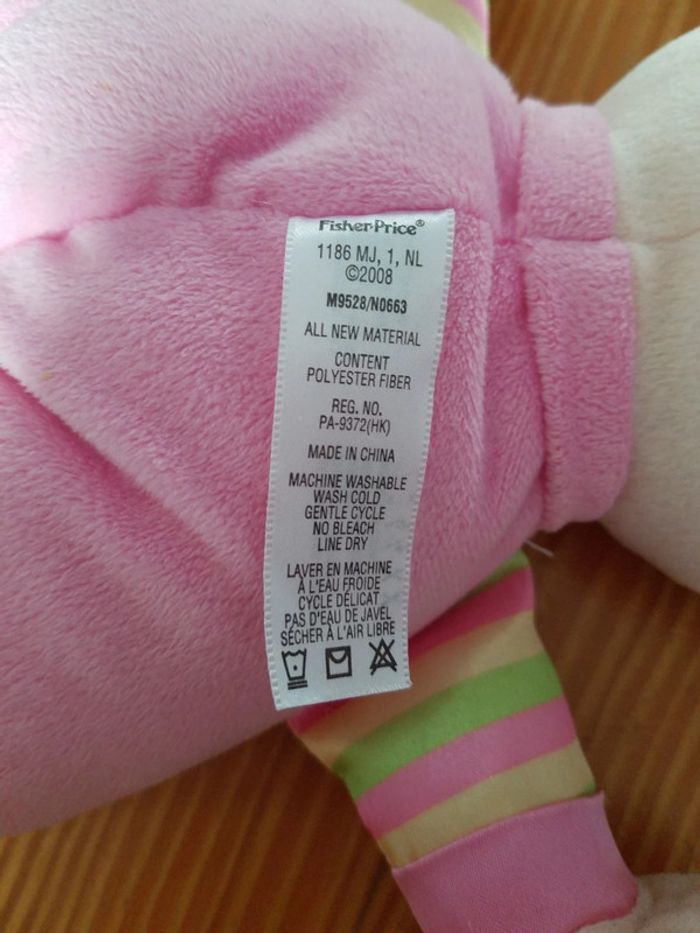 Fisher-Price®
1186 MJ, 1, NL
©2008
M9528/N0663
ALL NEW MATERIAL
CONTENT
POLYESTER FIBER
REG. NO.
PA-9372(HK)
MADE IN CHINA
MACHINE WASHABLE
WASH COLD
GENTLE CYCLE
NO BLEACH
LINE DRY
LAVER EN MACHINE
À L'EAU FROIDE
CYCLE DÉLICAT
PAS D'EAU DE JAVEL
SÉCHER À L'AIR LIBRE